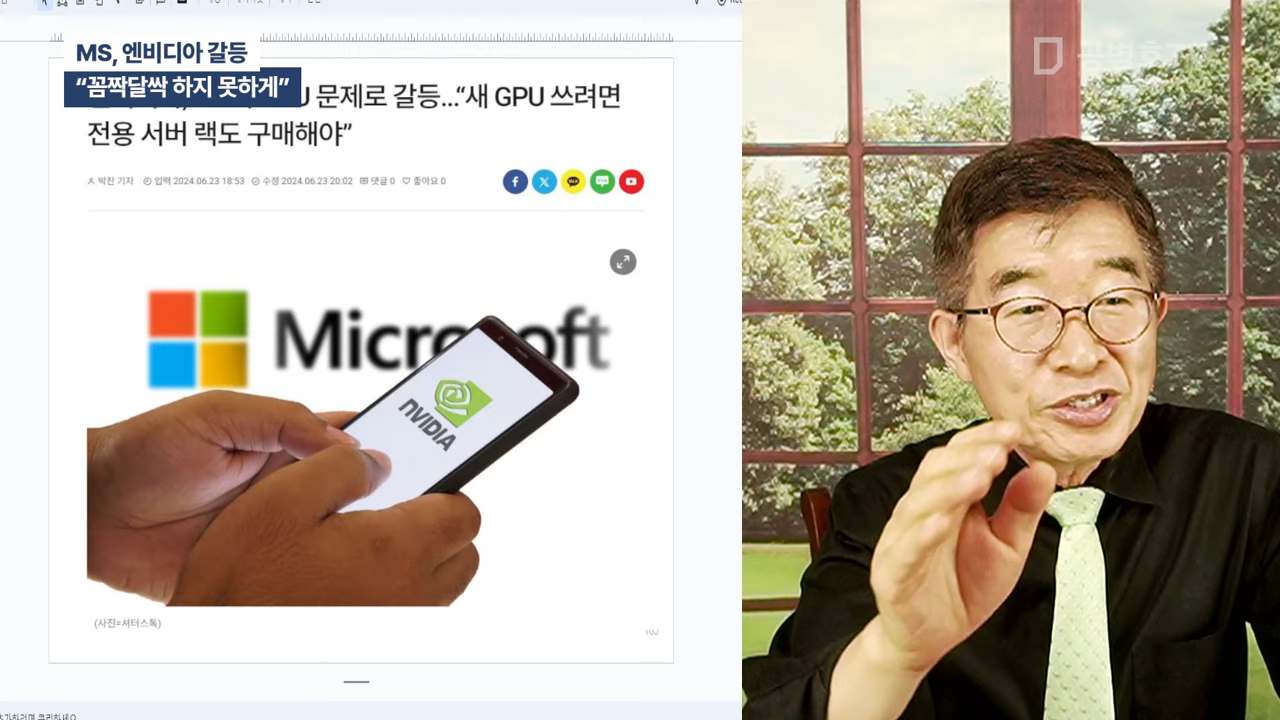 MS, 엔비디아 갈등
“꼼짝달싹 하지 못하게”
U 문제로 갈등…“새 GPU 쓰려면
전용 서버 랙도 구매해야”
박찬 기자 입력 2024.06.23 18:53 수정 2024.06.23 20:02 댓글 0 좋아요 0
Microsoft
NVIDIA
(사진=셔터스톡)